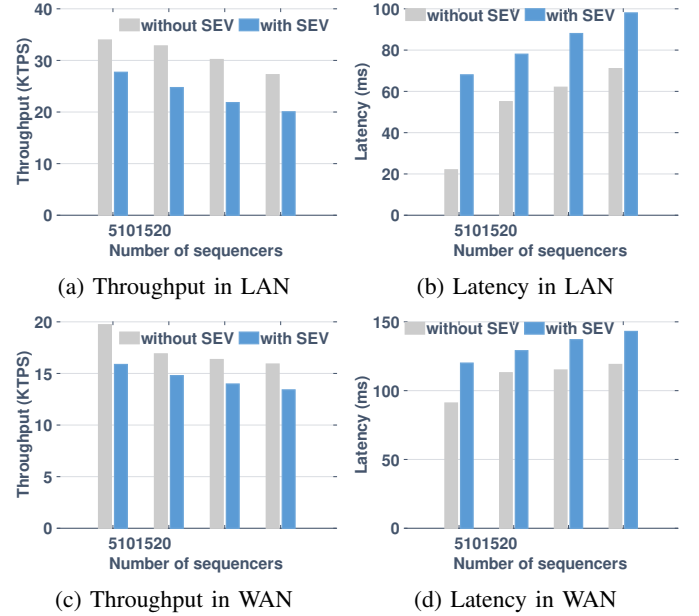 without SEV with SEV
Throughput (KTPS)
40
30
20
10
0
5101520
Number of sequencers
(a) Throughput in LAN
without SEV with SEV
Latency (ms)
100
80
60
40
20
0
5101520
Number of sequencers
(b) Latency in LAN
without SEV with SEV
Throughput (KTPS)
20
15
10
5
0
5101520
Number of sequencers
(c) Throughput in WAN
without SEV with SEV
Latency (ms)
150
100
50
0
5101520
Number of sequencers
(d) Latency in WAN